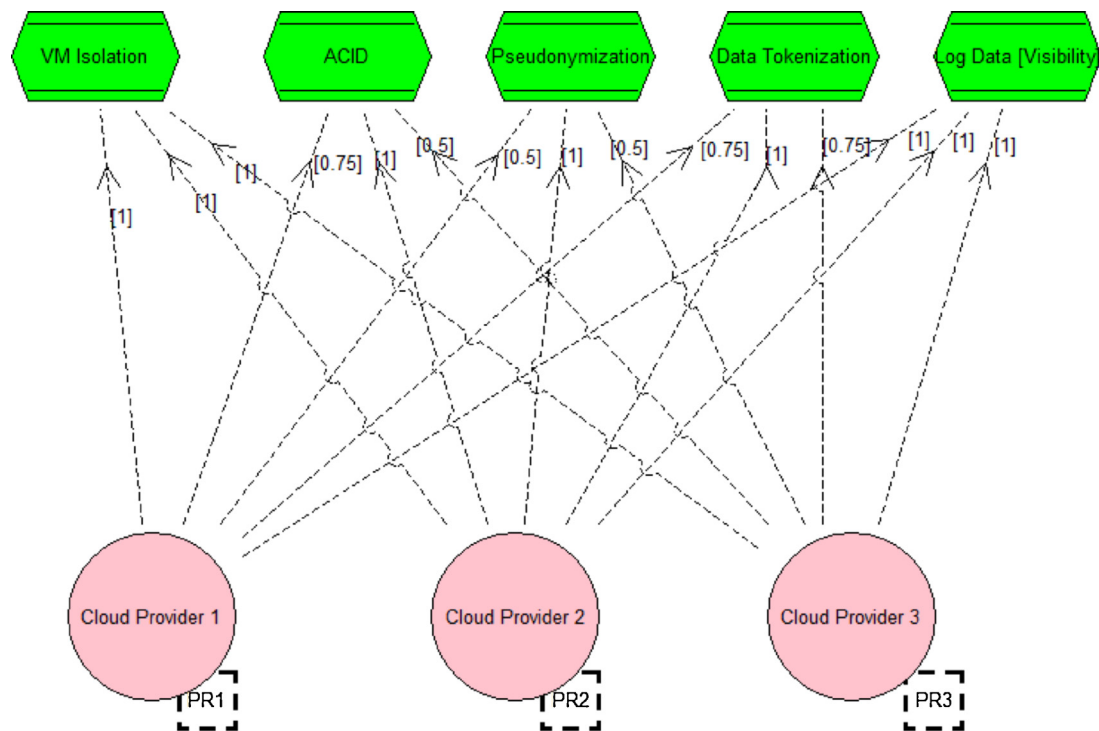 VM Isolation
ACID
Pseudonymization
Data Tokenization
Log Data [Visibility]
[1]
[1]
[1]
[0.75]
[1]
[0.5]
[0.5]
[1]
[0.5]
[0.75]
[1]
[0.75]
[1]
[1]
[1]
Cloud Provider 1
Cloud Provider 2
Cloud Provider 3
PR1
PR2
PR3